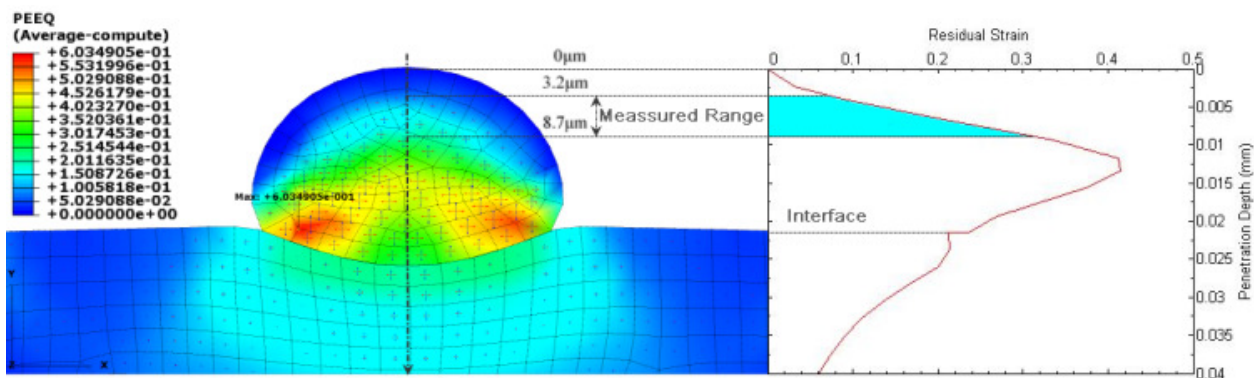 PEEQ
(Average-compute)
+6.034905e-01
+5.531996e-01
+5.029088e-01
+4.526179e-01
+4.023270e-01
+3.520361e-01
+3.017453e-01
+2.514544e-01
+2.011635e-01
+1.508726e-01
+1.005818e-01
+5.029088e-02
+0.000000e+00
Max: +6.034905e-001
Y
Z X
0μm
3.2μm
8.7μm
Meassured Range
Interface
Residual Strain
0 0.1 0.2 0.3 0.4 0.5
0
0.005
0.01
0.015
0.02
0.025
0.03
0.035
0.04
Penetration Depth (mm)